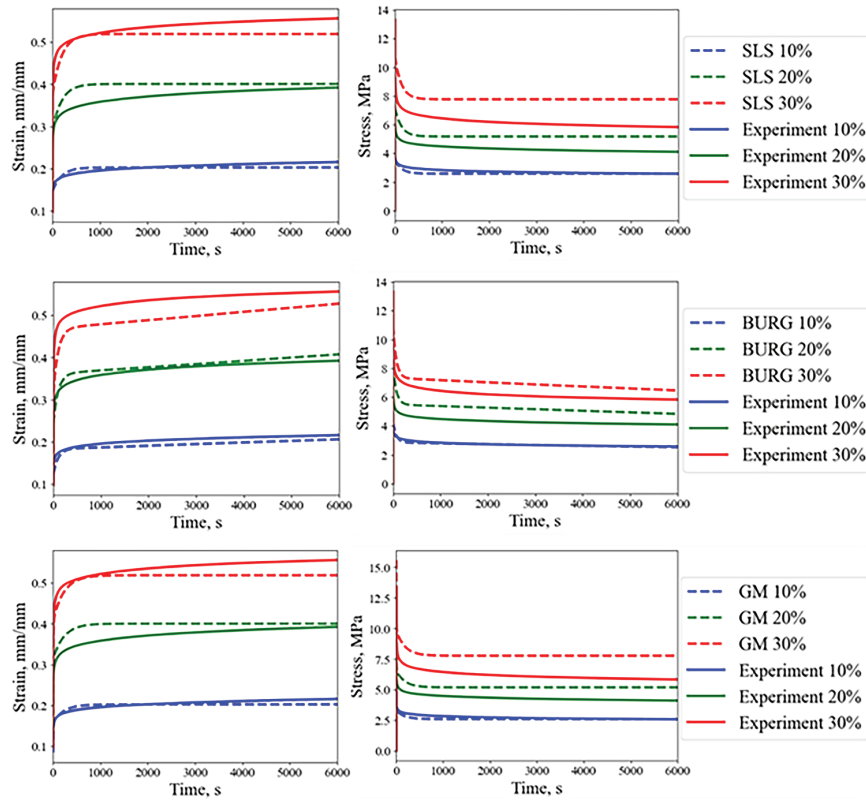 0.5
0.4
0.3
0.2
0.1
Strain, mm/mm
0 1000 2000 3000 4000 5000 6000
Time, s
14
12
10
8
6
4
2
0
Stress, MPa
0 1000 2000 3000 4000 5000 6000
Time, s
SLS 10%
SLS 20%
SLS 30%
Experiment 10%
Experiment 20%
Experiment 30%
0.5
0.4
0.3
0.2
0.1
Strain, mm/mm
0 1000 2000 3000 4000 5000 6000
Time, s
14
12
10
8
6
4
2
0
Stress, MPa
0 1000 2000 3000 4000 5000 6000
Time, s
BURG 10%
BURG 20%
BURG 30%
Experiment 10%
Experiment 20%
Experiment 30%
0.5
0.4
0.3
0.2
0.1
Strain, mm/mm
0 1000 2000 3000 4000 5000 6000
Time, s
15.0
12.5
10.0
7.5
5.0
2.5
0.0
Stress, MPa
0 1000 2000 3000 4000 5000 6000
Time, s
GM 10%
GM 20%
GM 30%
Experiment 10%
Experiment 20%
Experiment 30%